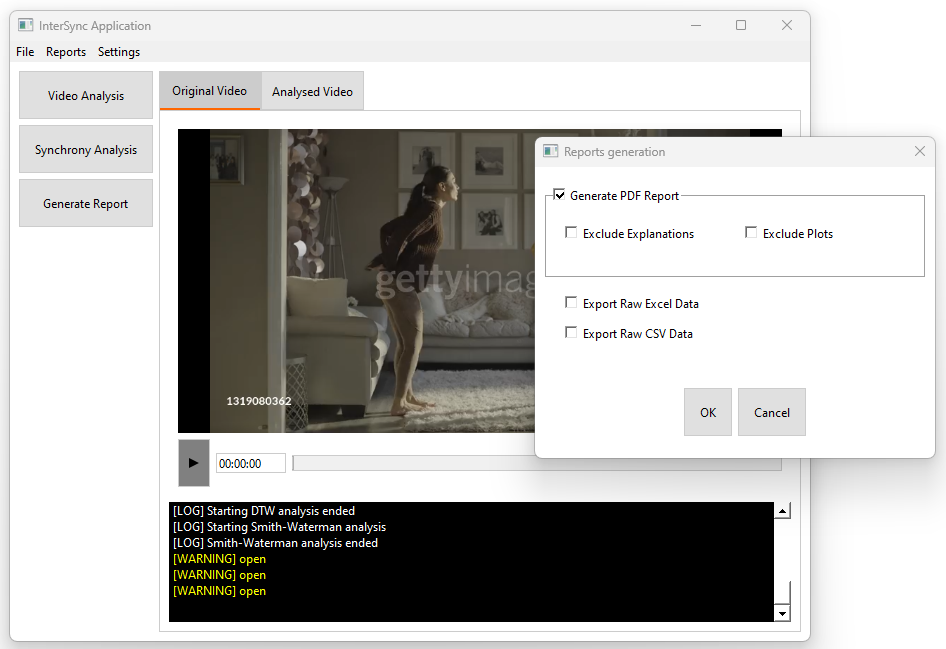 InterSync Application
File Reports Settings
Video Analysis
Synchrony Analysis
Generate Report
Original Video Analysed Video
gettyimag
1319080362
00:00:00
[LOG] Starting DTW analysis ended
[LOG] Starting Smith-Waterman analysis
[LOG] Smith-Waterman analysis ended
[WARNING] open
[WARNING] open
[WARNING] open
Reports generation
Generate PDF Report
Exclude Explanations Exclude Plots
Export Raw Excel Data
Export Raw CSV Data
OK Cancel